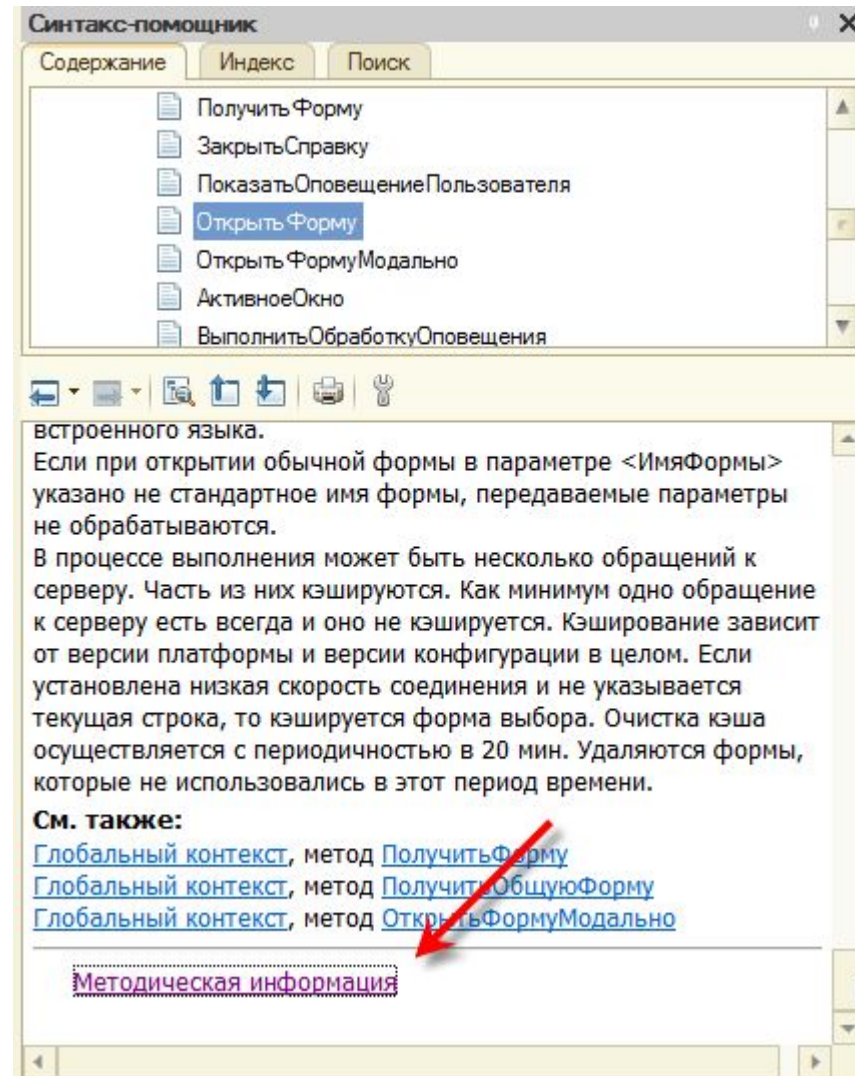 Синтакс-помощник
Содержание Индекс Поиск
ПолучитьФорму
ЗакрытьСправку
ПоказатьОповещениеПользователя
ОткрытьФорму
ОткрытьФормуМодально
АктивноеОкно
ВыполнитьОбработкуОповещения
встроенного языка.
Если при открытии обычной формы в параметре <ИмяФормы>
указано не стандартное имя формы, передаваемые параметры
не обрабатываются.
В процессе выполнения может быть несколько обращений к
серверу. Часть из них кэшируются. Как минимум одно обращение
к серверу есть всегда и оно не кэшируется. Кэширование зависит
от версии платформы и версии конфигурации в целом. Если
установлена низкая скорость соединения и не указывается
текущая строка, то кэшируется форма выбора. Очистка кэша
осуществляется с периодичностью в 20 мин. Удаляются формы,
которые не использовались в этот период времени.
См. также:
Глобальный контекст, метод ПолучитьФорму
Глобальный контекст, метод ПолучитьОбщуюФорму
Глобальный контекст, метод ОткрытьФормуМодально
Методическая информация